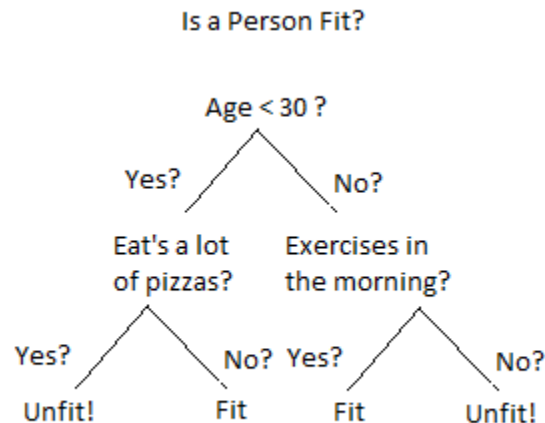 Is a Person Fit?
Age < 30 ?
Yes?
No?
Eat's a lot
of pizzas?
Exercises in
the morning?
Yes?
No?
Yes?
No?
Unfit!
Fit
Fit
Unfit!